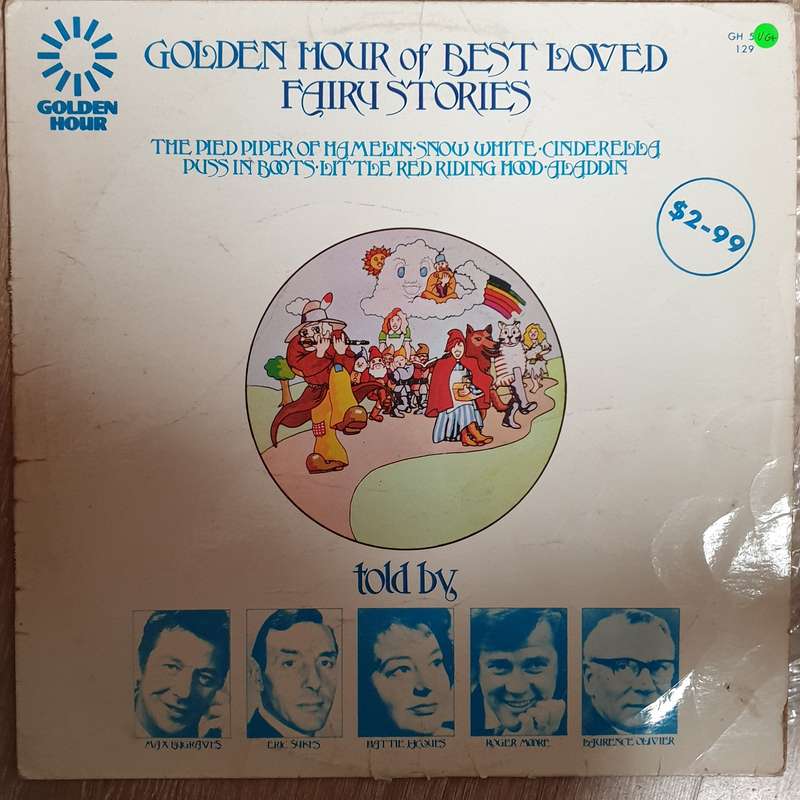 GOLDEN
HOUR
GOLDEN HOUR of BEST LOVED
FAIRY STORIES
GH 5 VG+
129
THE PIED PIPER OF HAMELIN·SNOW WHITE·CINDERELLA
PUSS IN BOOTS·LITTLE RED RIDING HOOD·ALADDIN
$2-99
told by
MAX BYGRAVES ERIC SYKES HATTIE JACQUES ROGER MOORE LAURENCE OLIVIER